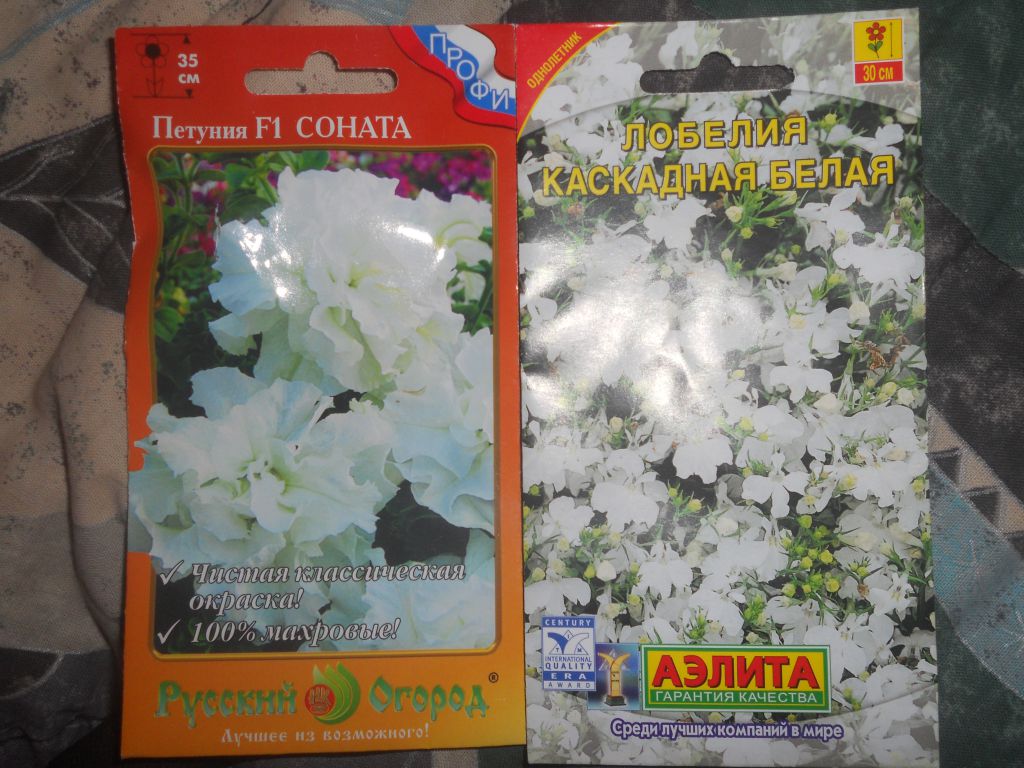 35
см
ПРОФИ
Петуния F1 СОНАТА
✓ Чистая классическая
окраска!
✓ 100% махровые!
Русский Огород®
Лучшее из возможного!
ОДНОЛЕТНИК
30 см
ЛОБЕЛИЯ
КАСКАДНАЯ БЕЛАЯ
CENTURY
INTERNATIONAL
QUALITY
ERA
AWARD
АЭЛИТА
ГАРАНТИЯ КАЧЕСТВА
Среди лучших компаний в мире